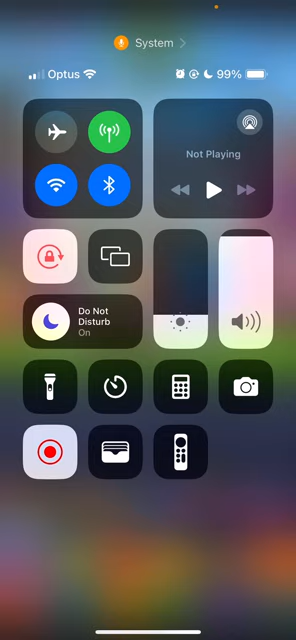 System
Optus 99%
Not Playing
Do Not
Disturb
On